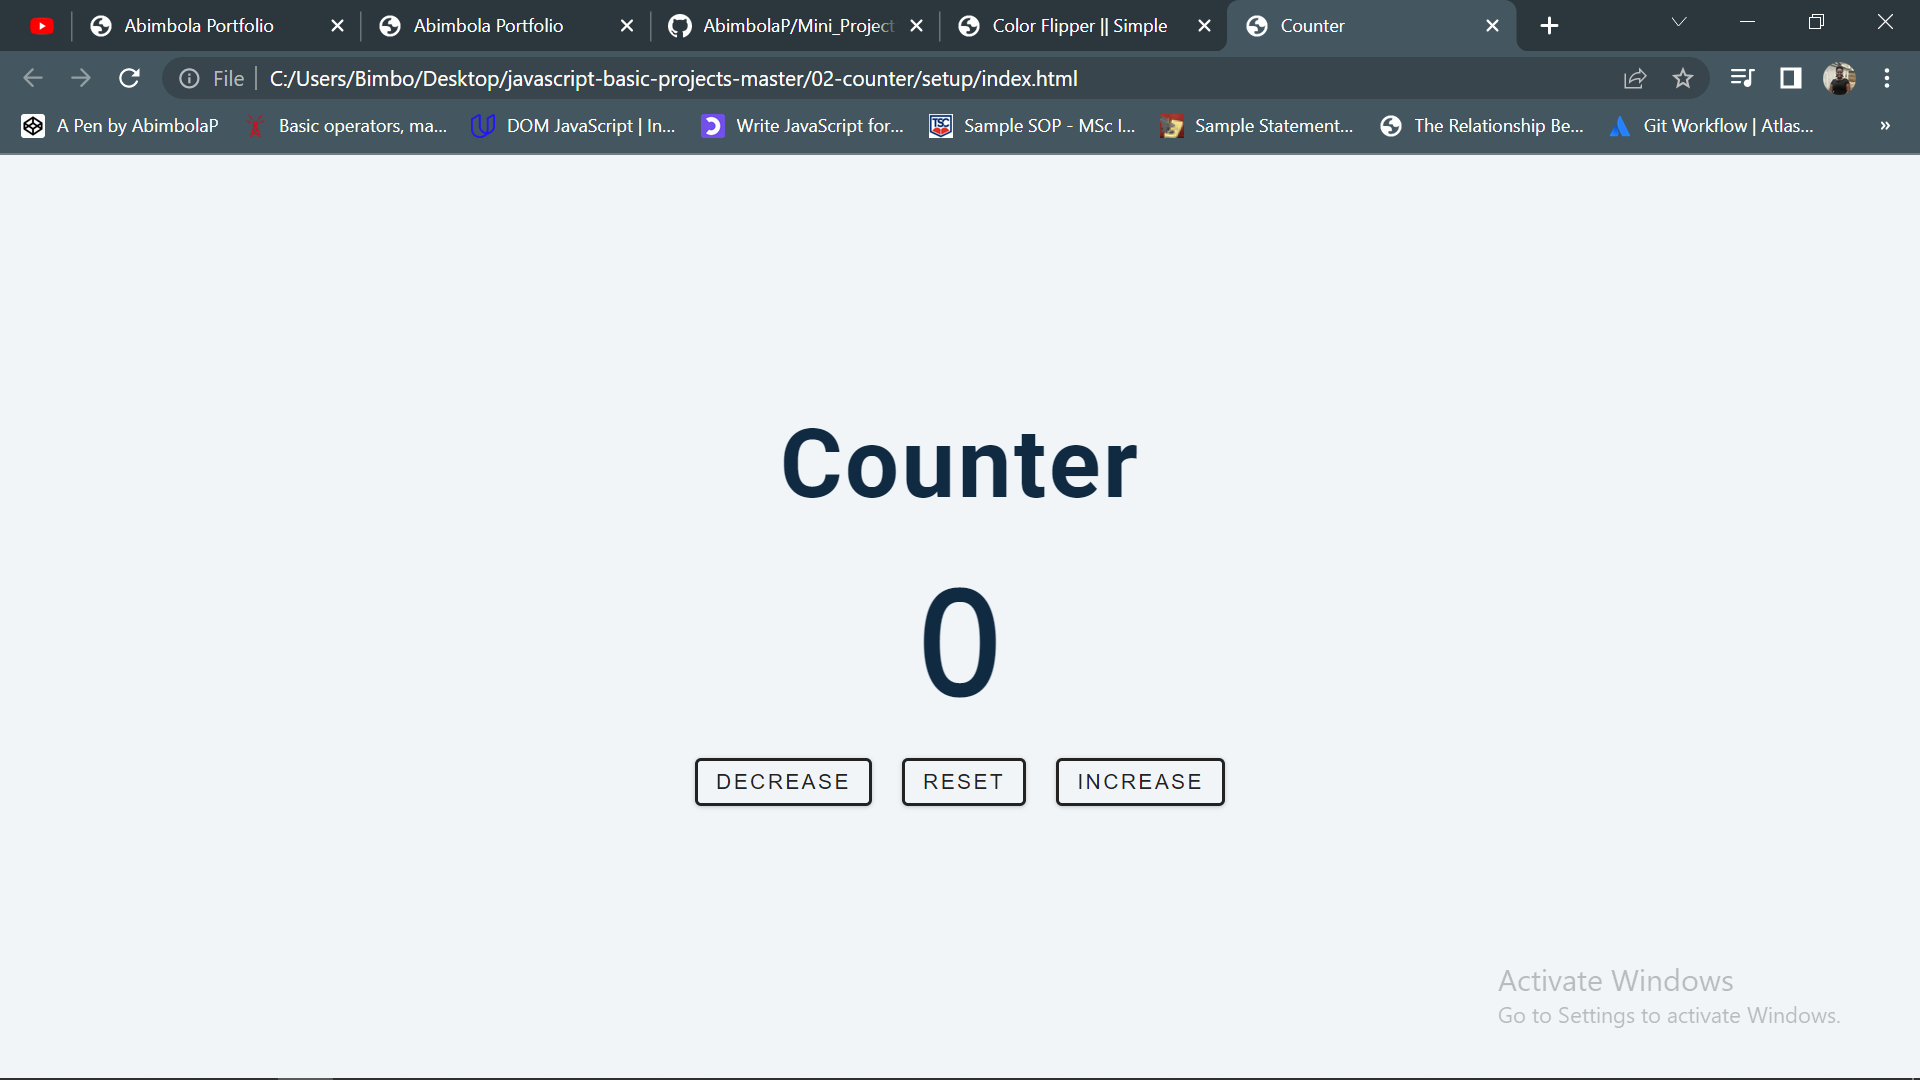 Abimbola Portfolio
Abimbola Portfolio
AbimbolaP/Mini_Project
Color Flipper || Simple
Counter
File
C:/Users/Bimbo/Desktop/javascript-basic-projects-master/02-counter/setup/index.html
A Pen by AbimbolaP
Basic operators, ma...
DOM JavaScript | In...
Write JavaScript for...
TSC
Sample SOP - MSc I...
Sample Statement...
The Relationship Be...
Git Workflow | Atlas...
»
Counter
0
DECREASE
RESET
INCREASE
Activate Windows
Go to Settings to activate Windows.